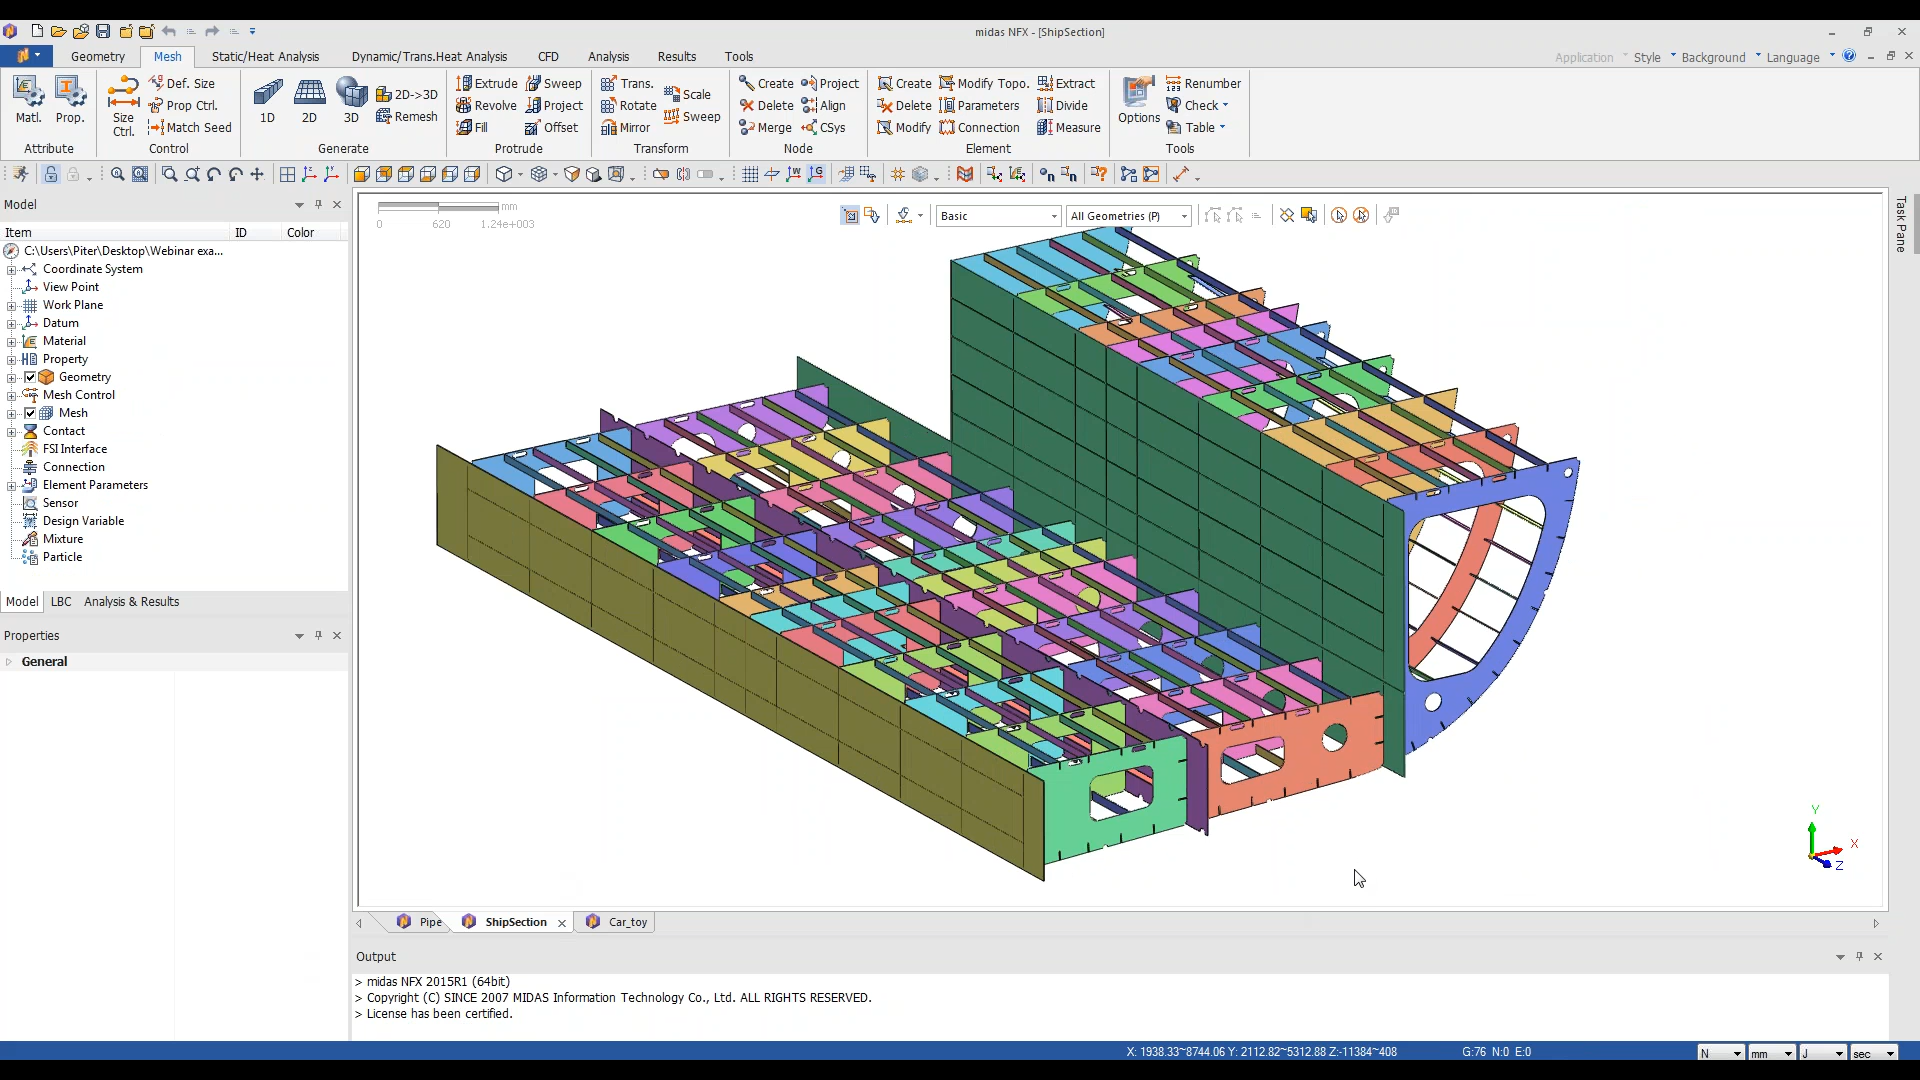 midas NFX - [ShipSection]
Geometry Mesh Static/Heat Analysis Dynamic/Trans.Heat Analysis CFD Analysis Results Tools
Application Style Background Language
Matl. Prop.
Attribute
Size Ctrl.
Def. Size
Prop Ctrl.
Match Seed
Control
1D 2D 3D
2D->3D
Remesh
Generate
Extrude Sweep
Revolve Project
Fill Offset
Protrude
Trans.
Rotate
Mirror
Scale
Sweep
Transform
Create Project
Delete Align
Merge CSys
Node
Create Modify Topo. Extract
Delete Parameters Divide
Modify Connection Measure
Element
Options
Renumber
Check
Table
Tools
Model
Item ID Color
C:\Users\Piter\Desktop\Webinar exa...
Coordinate System
View Point
Work Plane
Datum
Material
Property
Geometry
Mesh Control
Mesh
Contact
FSI Interface
Connection
Element Parameters
Sensor
Design Variable
Mixture
Particle
Model LBC Analysis & Results
Properties
General
mm
0 620 1.24e+003
Basic
All Geometries (P)
Task Pane
Y
X
Z
Pipe ShipSection Car_toy
Output
> midas NFX 2015R1 (64bit)
> Copyright (C) SINCE 2007 MIDAS Information Technology Co., Ltd. ALL RIGHTS RESERVED.
> License has been certified.
X: 1938.33~8744.06 Y: 2112.82~5312.88 Z:-11384~408 G:76 N:0 E:0
N mm J sec